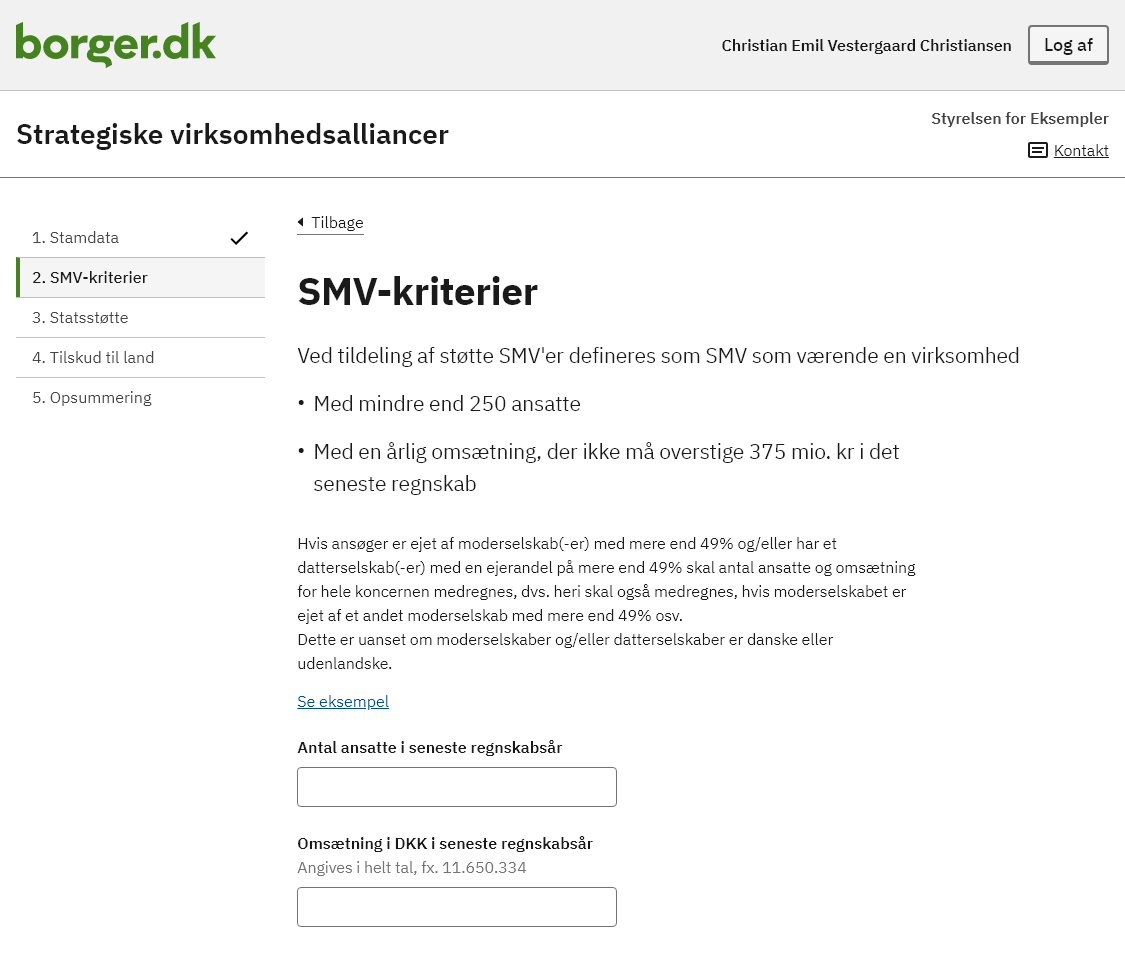 borger.dk
Christian Emil Vestergaard Christiansen
Log af
Strategiske virksomhedsalliancer
Styrelsen for Eksempler
Kontakt
1. Stamdata
2. SMV-kriterier
3. Statsstøtte
4. Tilskud til land
5. Opsummering
Tilbage
SMV-kriterier
Ved tildeling af støtte SMV'er defineres som SMV som værende en virksomhed
• Med mindre end 250 ansatte
• Med en årlig omsætning, der ikke må overstige 375 mio. kr i det
seneste regnskab
Hvis ansøger er ejet af moderselskab(-er) med mere end 49% og/eller har et
datterselskab(-er) med en ejerandel på mere end 49% skal antal ansatte og omsætning
for hele koncernen medregnes, dvs. heri skal også medregnes, hvis moderselskabet er
ejet af et andet moderselskab med mere end 49% osv.
Dette er uanset om moderselskaber og/eller datterselskaber er danske eller
udenlandske.
Se eksempel
Antal ansatte i seneste regnskabsår
Omsætning i DKK i seneste regnskabsår
Angives i helt tal, fx. 11.650.334